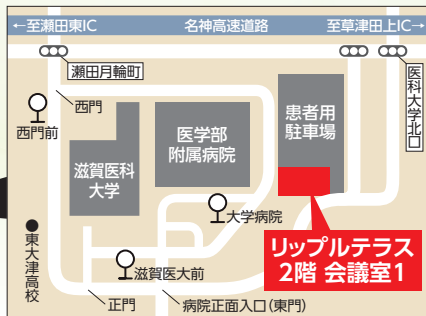 ←至瀬田東IC
名神高速道路
至草津田上IC→
瀬田月輪町
医科大学北口
西門
西門前
滋賀医科
大学
医学部
附属病院
患者用
駐車場
大学病院
リップルテラス
2階 会議室1
東大津高校
滋賀医大前
正門
病院正面入口(東門)